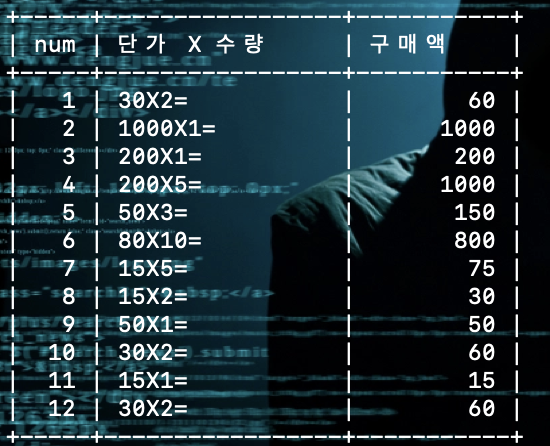 +-----+------------------+-----------+
| num | 단가 X 수량 | 구매액 |
+-----+------------------+-----------+
| 1 | 30X2= | 60 |
| 2 | 1000X1= | 1000 |
| 3 | 200X1= | 200 |
| 4 | 200X5= | 1000 |
| 5 | 50X3= | 150 |
| 6 | 80X10= | 800 |
| 7 | 15X5= | 75 |
| 8 | 15X2= | 30 |
| 9 | 50X1= | 50 |
| 10 | 30X2= | 60 |
| 11 | 15X1= | 15 |
| 12 | 30X2= | 60 |
+-----+------------------+-----------+